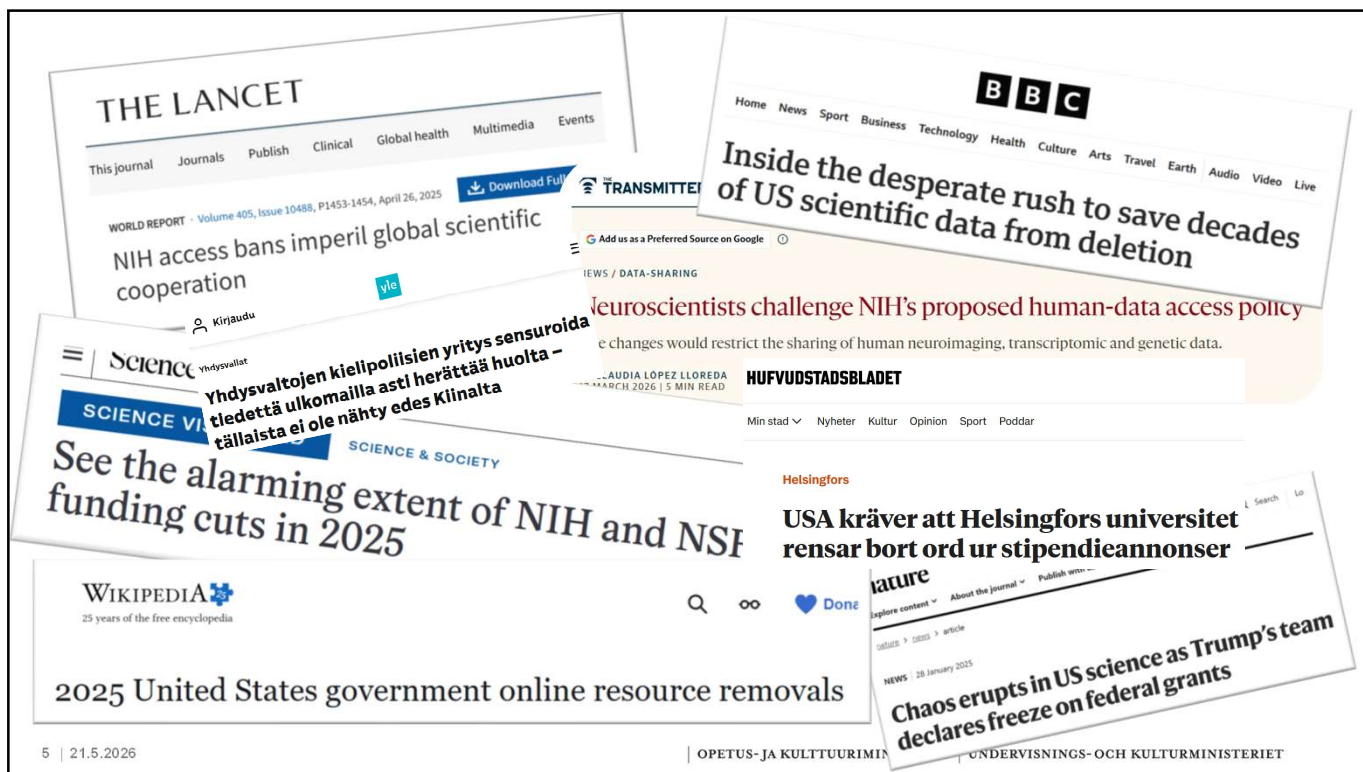 THE LANCET
This journal Journals Publish Clinical Global health Multimedia Events
Download Full
WORLD REPORT · Volume 405, Issue 10488, P1453-1454, April 26, 2025
NIH access bans imperil global scientific
cooperation
BBC
Home News Sport Business Technology Health Culture Arts Travel Earth Audio Video Live
Inside the desperate rush to save decades
of US scientific data from deletion
THE
TRANSMITTER
Add us as a Preferred Source on Google
NEWS / DATA-SHARING
Neuroscientists challenge NIH's proposed human-data access policy
changes would restrict the sharing of human neuroimaging, transcriptomic and genetic data.
CLAUDIA LÓPEZ LLOREDA
MARCH 2026 | 5 MIN READ
yle
Kirjaudu
Yhdysvallat
Yhdysvaltojen kielipoliisien yritys sensuroida
tiedettä ulkomailla asti herättää huolta –
tällaista ei ole nähty edes Kiinalta
Science
SCIENCE VIS
SCIENCE & SOCIETY
See the alarming extent of NIH and NSF
funding cuts in 2025
HUFVUDSTADSBLADET
Min stad Nyheter Kultur Opinion Sport Poddar
Helsingfors
USA kräver att Helsingfors universitet
rensar bort ord ur stipendieannonser
WIKIPEDIA 25
25 years of the free encyclopedia
Dona
2025 United States government online resource removals
Search Lo
nature
Explore content About the journal Publish with
nature > news > article
NEWS | 28 January 2025
Chaos erupts in US science as Trump's team
declares freeze on federal grants
5 | 21.5.2026
OPETUS- JA KULTTUURIMIN
UNDERVISNINGS- OCH KULTURMINISTERIET